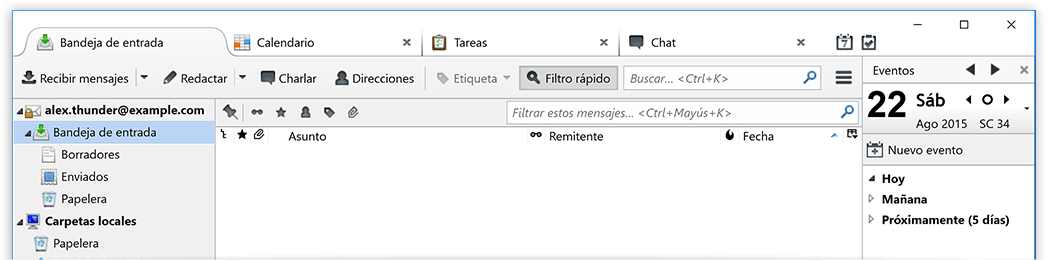 Bandeja de entrada Calendario Tareas Chat 7
Recibir mensajes Redactar Charlar Direcciones Etiqueta Filtro rápido Buscar... <Ctrl+K> Eventos
alex.thunder@example.com Filtrar estos mensajes... <Ctrl+Mayús+K> 22 Sáb
Ago 2015 SC 34
Bandeja de entrada Asunto Remitente Fecha
Borradores Nuevo evento
Enviados Hoy
Papelera Mañana
Carpetas locales Próximamente (5 días)
Papelera